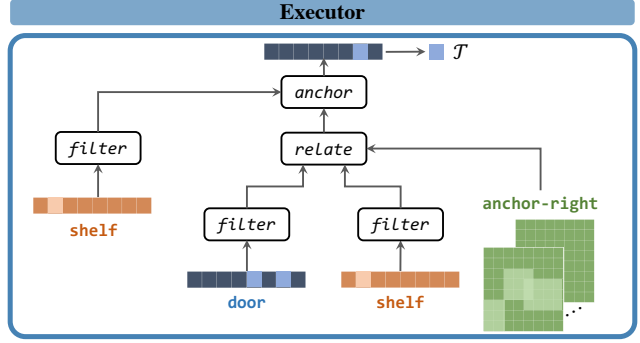 Executor
𝒯
anchor
filter
relate
shelf
filter
filter
anchor-right
door
shelf
...